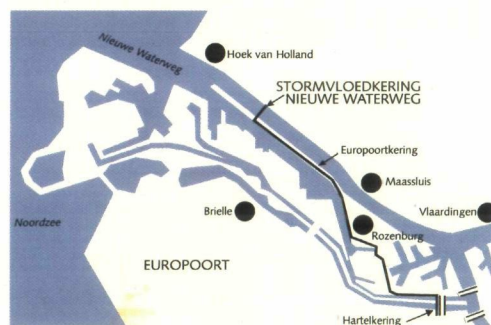 Nieuwe Waterweg
Hoek van Holland
STORMVLOEDKERING
NIEUWE WATERWEG
Europoortkering
Maassluis
Vlaardingen
Brielle
Rozenburg
Noordzee
EUROPOORT
Hartelkering